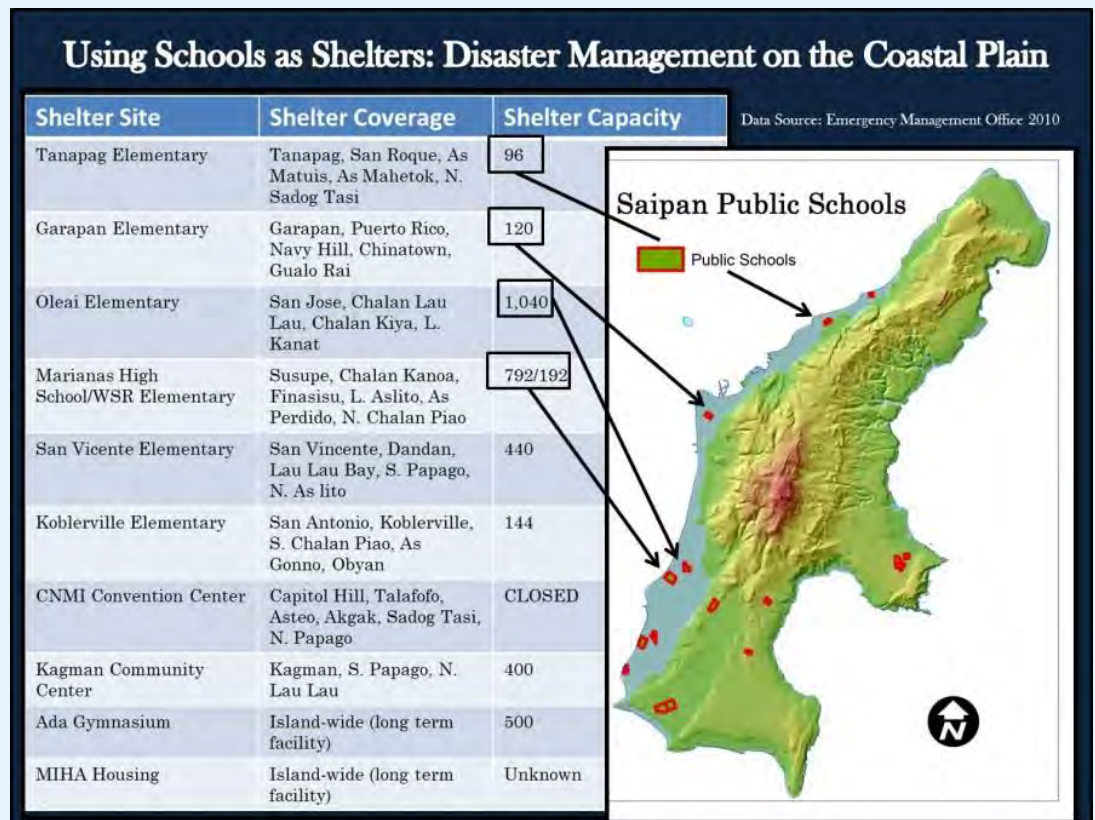 Using Schools as Shelters: Disaster Management on the Coastal Plain
Shelter Site Shelter Coverage Shelter Capacity
Data Source: Emergency Management Office 2010
Tanapag Elementary
Tanapag, San Roque, As
Matuis, As Mahetok, N.
Sadog Tasi
96
Garapan Elementary
Garapan, Puerto Rico,
Navy Hill, Chinatown,
Gualo Rai
120
Oleai Elementary
San Jose, Chalan Lau
Lau, Chalan Kiya, L.
Kanat
1,040
Marianas High
School/WSR Elementary
Susupe, Chalan Kanoa,
Finasisu, L. Aslito, As
Perdido, N. Chalan Piao
792/192
San Vicente Elementary
San Vincente, Dandan,
Lau Lau Bay, S. Papago,
N. As lito
440
Koblerville Elementary
San Antonio, Koblerville,
S. Chalan Piao, As
Gonno, Obyan
144
CNMI Convention Center
Capitol Hill, Talafofo,
Asteo, Akgak, Sadog Tasi,
N. Papago
CLOSED
Kagman Community
Center
Kagman, S. Papago, N.
Lau Lau
400
Ada Gymnasium
Island-wide (long term
facility)
500
MIHA Housing
Island-wide (long term
facility)
Unknown
Saipan Public Schools
Public Schools
N